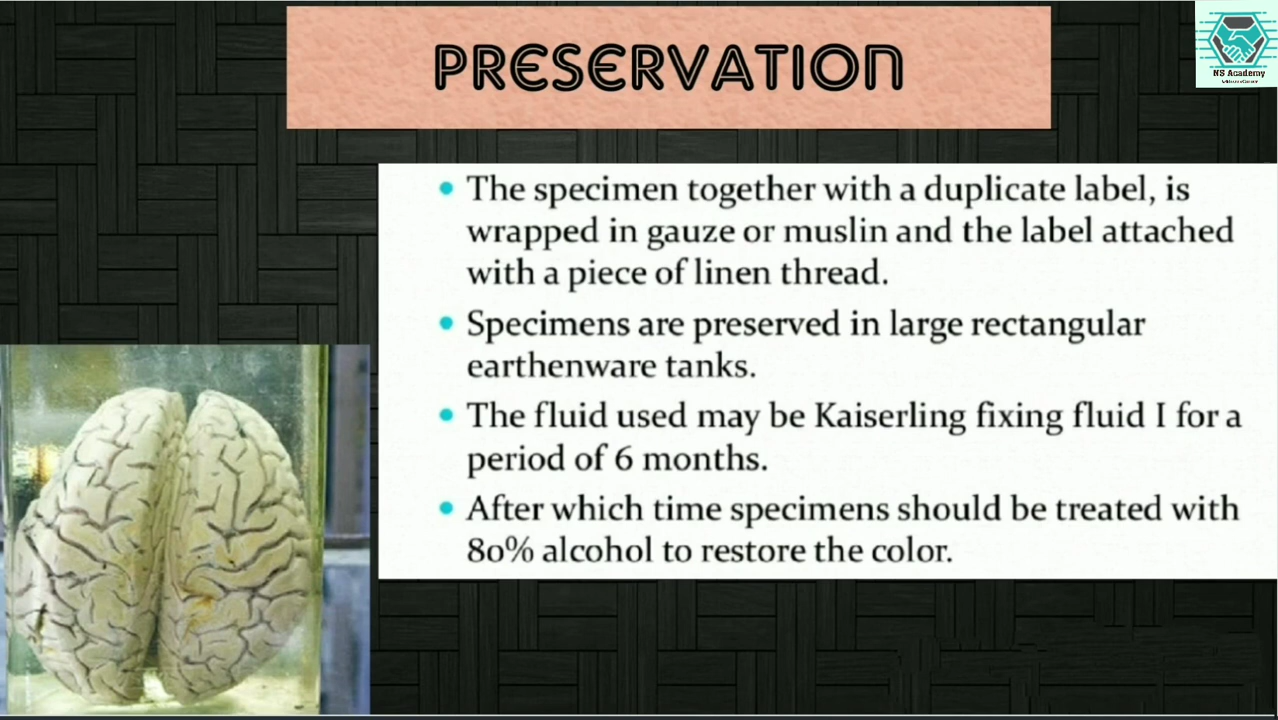 PRESERVATION
NS Academy
• The specimen together with a duplicate label, is
wrapped in gauze or muslin and the label attached
with a piece of linen thread.
• Specimens are preserved in large rectangular
earthenware tanks.
• The fluid used may be Kaiserling fixing fluid I for a
period of 6 months.
• After which time specimens should be treated with
80% alcohol to restore the color.